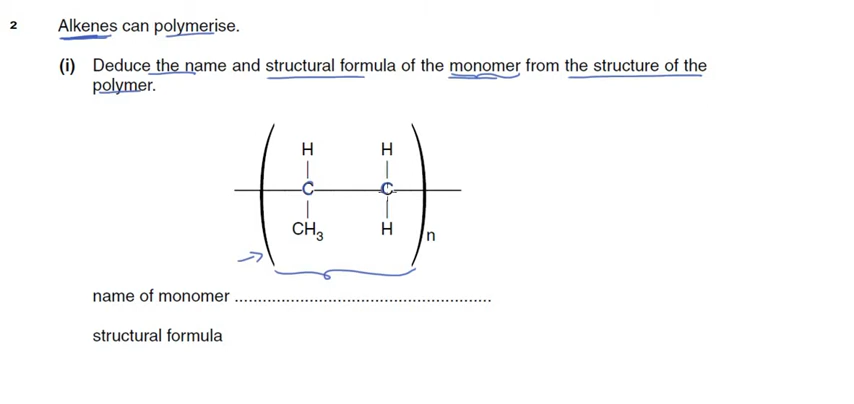 2 Alkenes can polymerise.
(i) Deduce the name and structural formula of the monomer from the structure of the
polymer.
H H
C C
CH3 H
n
name of monomer ........................................................
structural formula